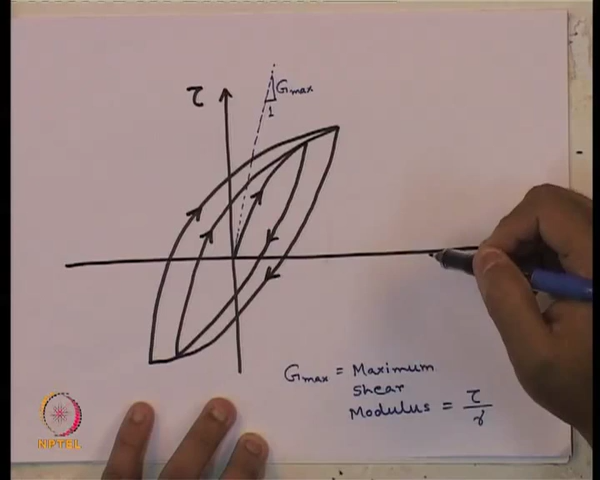 τ
Gmax
1
Gmax = Maximum
shear
Modulus = τ/γ
NPTEL